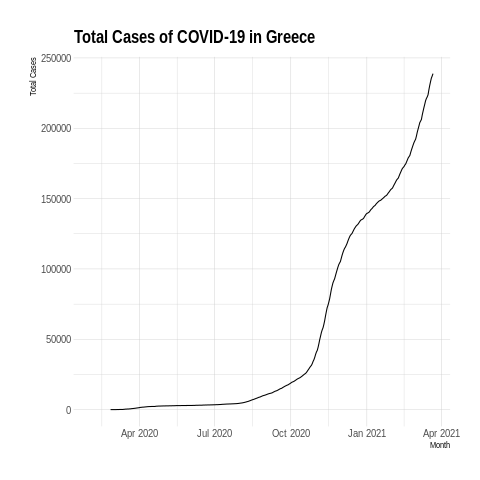 Total Cases of COVID-19 in Greece
Total Cases
250000
200000
150000
100000
50000
0
Apr 2020 Jul 2020 Oct 2020 Jan 2021 Apr 2021
Month